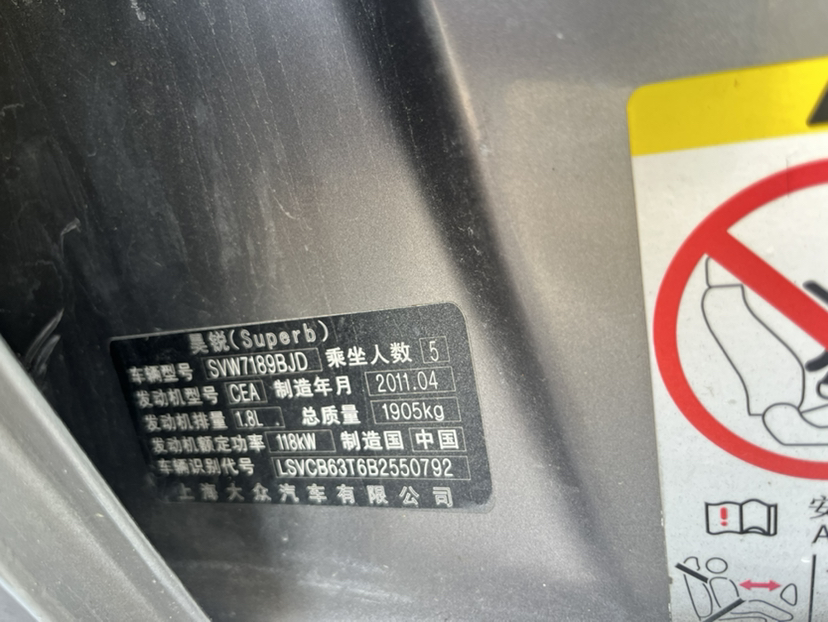 昊锐(Superb)
车辆型号 SVW7189BJD 乘坐人数 5
发动机型号 CEA 制造年月 2011.04
发动机排量 1.8L 总质量 1905kg
发动机额定功率 118kW 制造国 中国
车辆识别代号 LSVCB63T6B2550792
上海大众汽车有限公司
安
A